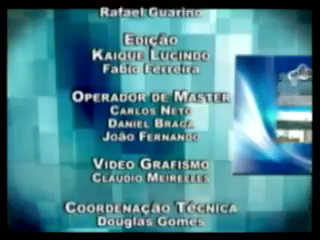 Rafael Guarino
Edição
Kaique Lucindo
Fabio Ferreira
Operador de Master
Carlos Neto
Daniel Braga
João Fernando
Video Grafismo
Claudio Meirelles
Coordenação Técnica
Douglas Gomes